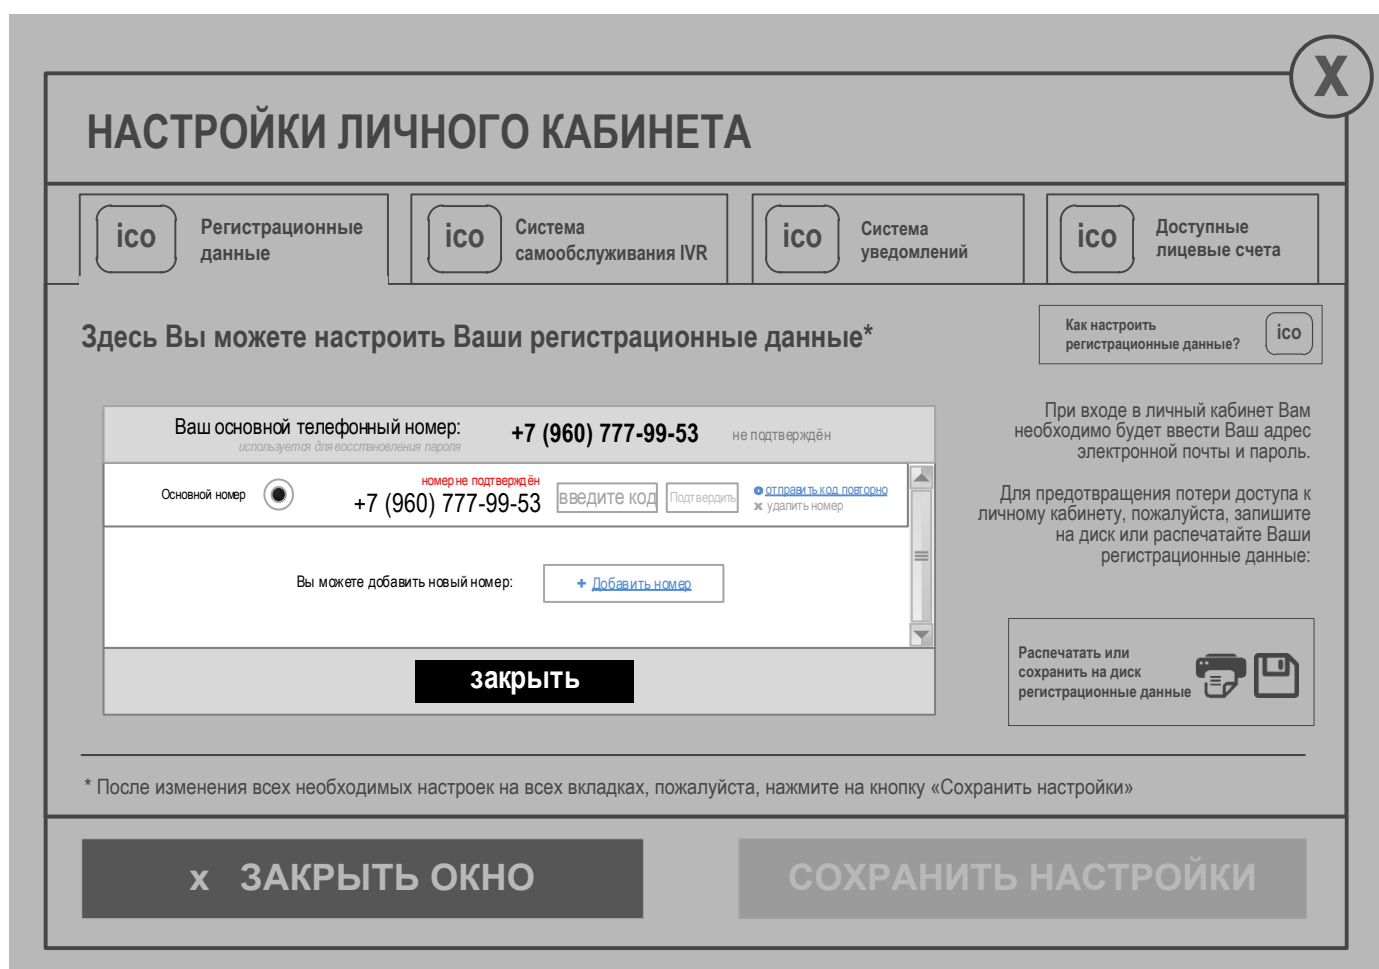 X
НАСТРОЙКИ ЛИЧНОГО КАБИНЕТА
ico
Регистрационные
данные
ico
Система
самообслуживания IVR
ico
Система
уведомлений
ico
Доступные
лицевые счета
Здесь Вы можете настроить Ваши регистрационные данные*
Как настроить
регистрационные данные?
ico
Ваш основной телефонный номер:
используется для восстановления пароля
+7 (960) 777-99-53
не подтверждён
Основной номер
номер не подтверждён
+7 (960) 777-99-53
введите код
Подтвердить
отправить код повторно
x удалить номер
Вы можете добавить новый номер:
+ Добавить номер
закрыть
При входе в личный кабинет Вам
необходимо будет ввести Ваш адрес
электронной почты и пароль.
Для предотвращения потери доступа к
личному кабинету, пожалуйста, запишите
на диск или распечатайте Ваши
регистрационные данные:
Распечатать или
сохранить на диск
регистрационные данные
* После изменения всех необходимых настроек на всех вкладках, пожалуйста, нажмите на кнопку «Сохранить настройки»
x ЗАКРЫТЬ ОКНО
СОХРАНИТЬ НАСТРОЙКИ